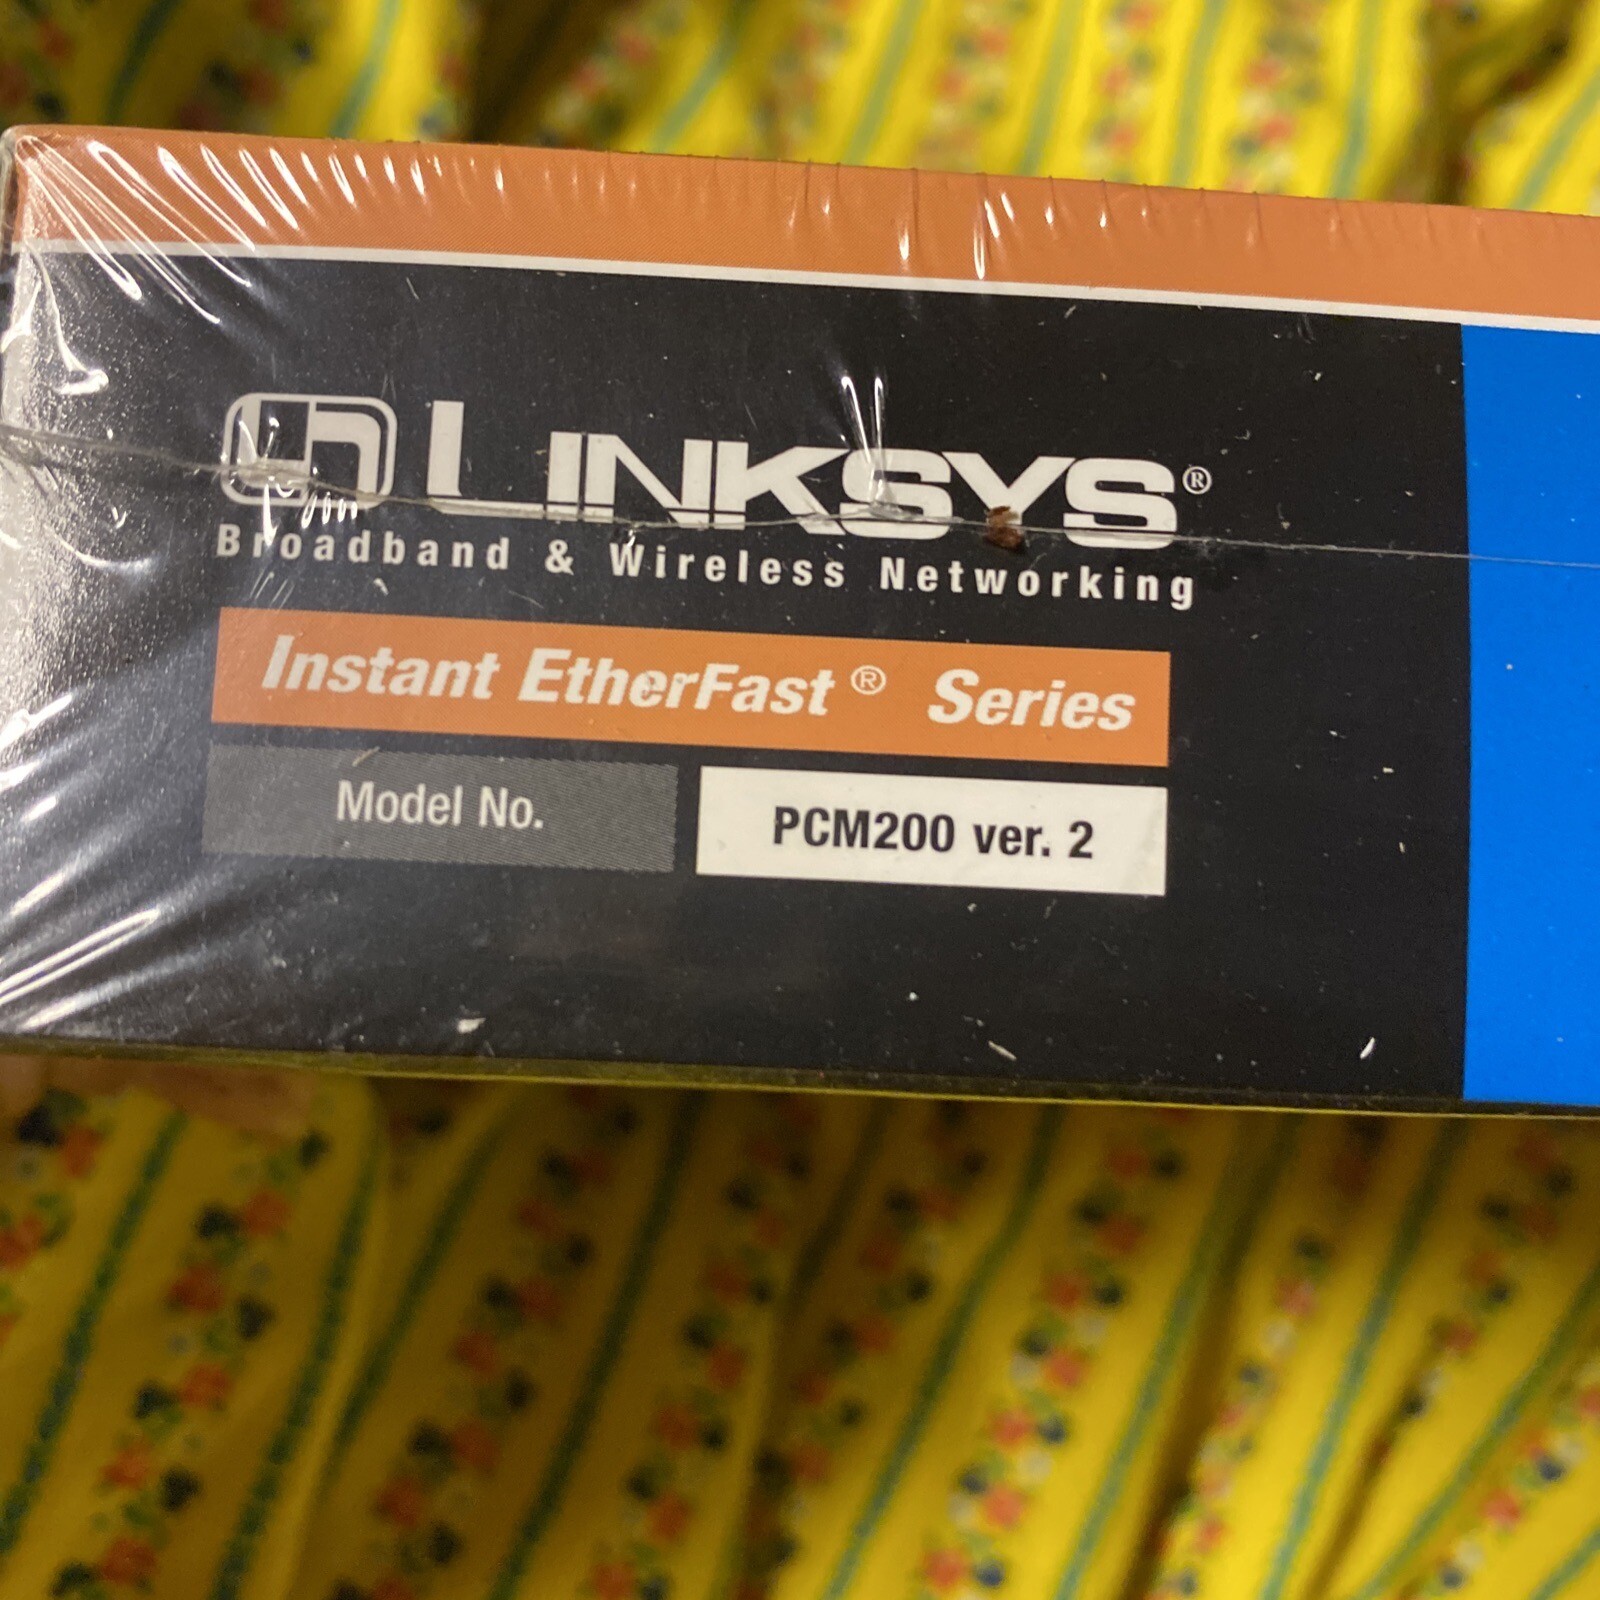 LINKSYS®
Broadband & Wireless Networking
Instant EtherFast® Series
Model No.
PCM200 ver. 2